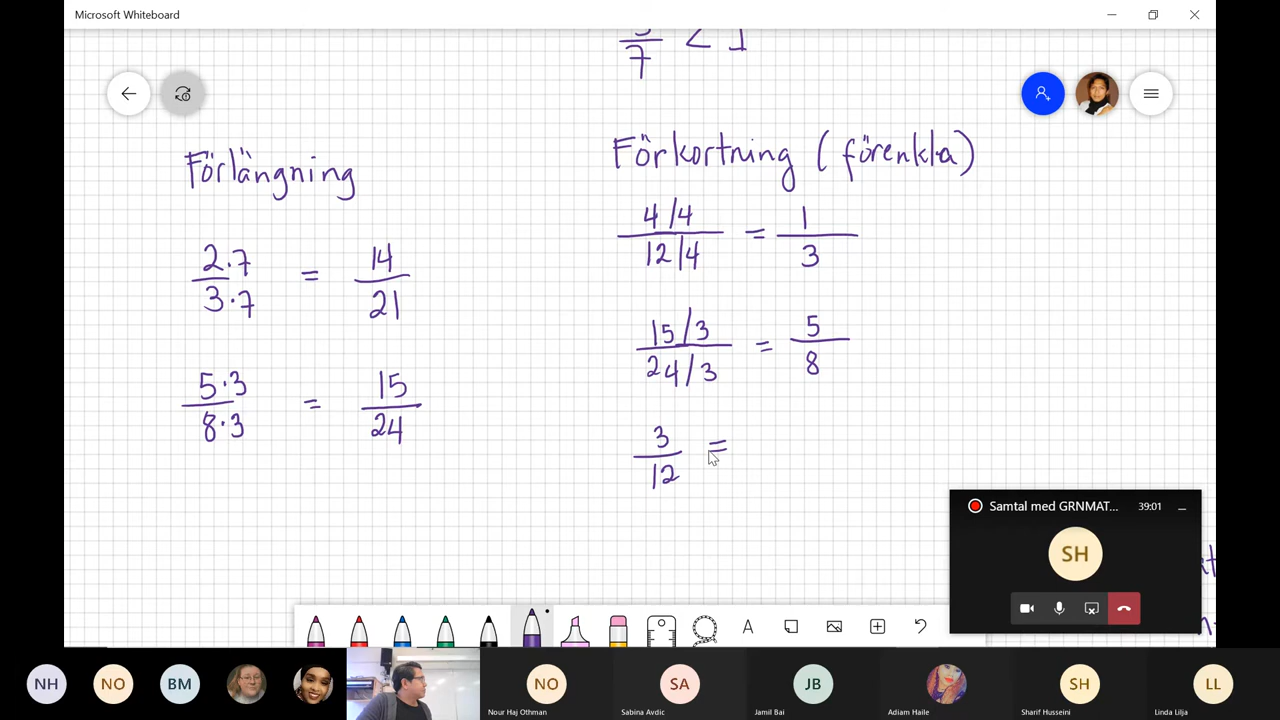 Microsoft Whiteboard
7 < 1
Förlängning
2·7 / 3·7 = 14 / 21
5·3 / 8·3 = 15 / 24
Förkortning (förenkla)
4/4 / 12/4 = 1 / 3
15/3 / 24/3 = 5 / 8
3 / 12 =
Samtal med GRNMAT... 39:01
SH
A
NH
NO
BM
NO
Nour Haj Othman
SA
Sabina Avdic
JB
Jamil Bai
Adiam Haile
SH
Sharif Husseini
LL
Linda Lilja